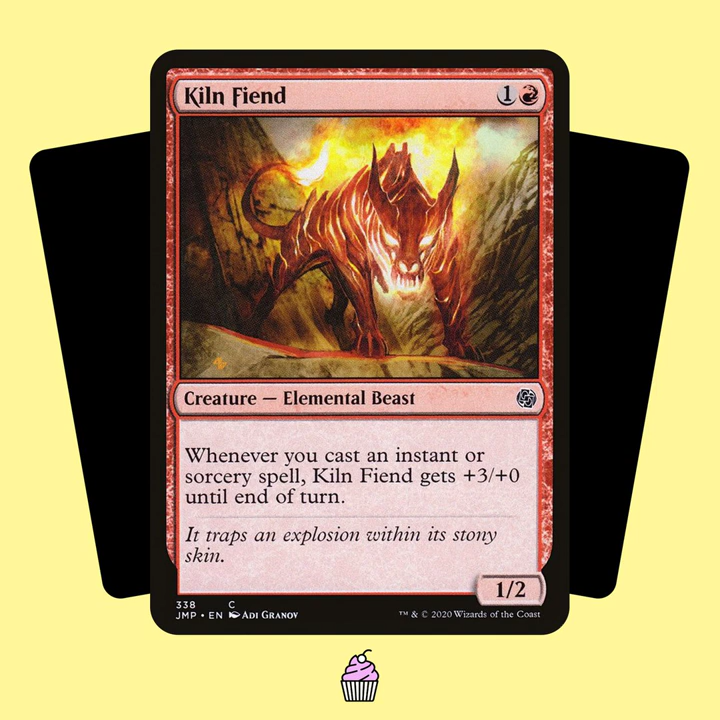 Kiln Fiend 1
Creature — Elemental Beast
Whenever you cast an instant or
sorcery spell, Kiln Fiend gets +3/+0
until end of turn.
It traps an explosion within its stony
skin.
1/2
338 C
JMP • EN Adi Granov
™ & © 2020 Wizards of the Coast